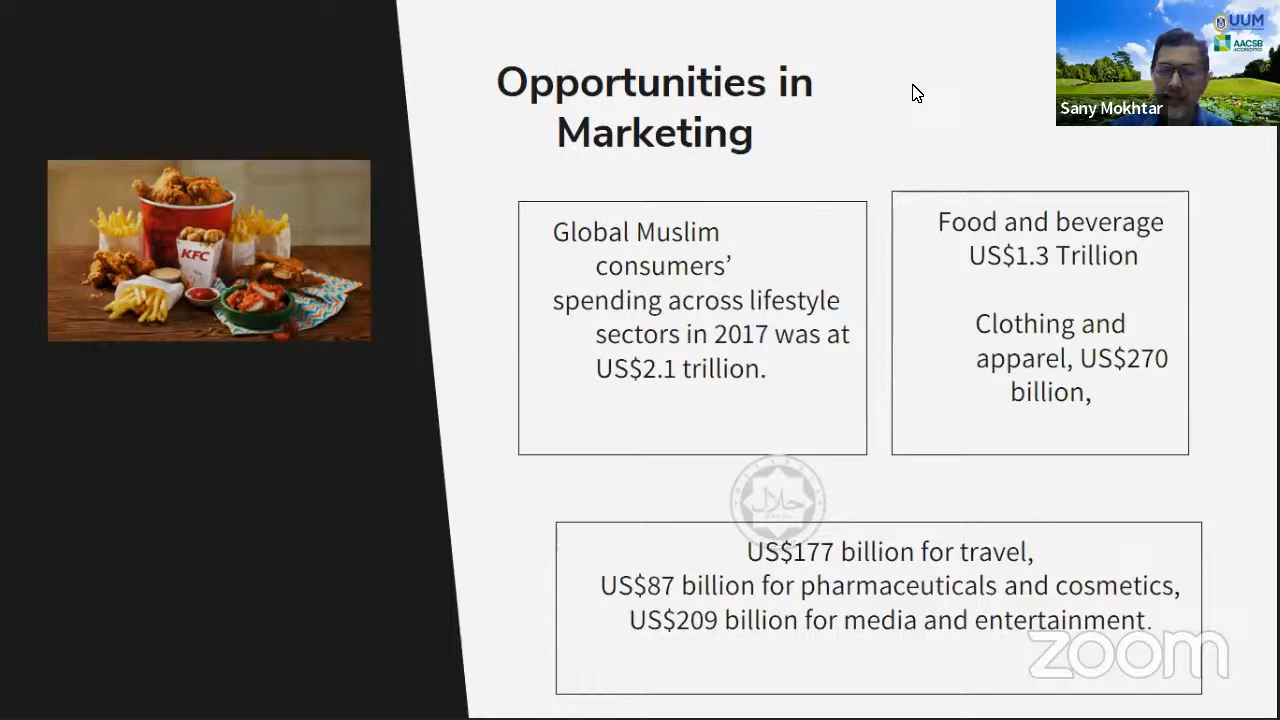 Opportunities in
Marketing
UUM
AACSB
ACCREDITED
Sany Mokhtar
KFC
Global Muslim
consumers’
spending across lifestyle
sectors in 2017 was at
US$2.1 trillion.
Food and beverage
US$1.3 Trillion
Clothing and
apparel, US$270
billion,
حلال
US$177 billion for travel,
US$87 billion for pharmaceuticals and cosmetics,
US$209 billion for media and entertainment.
zoom